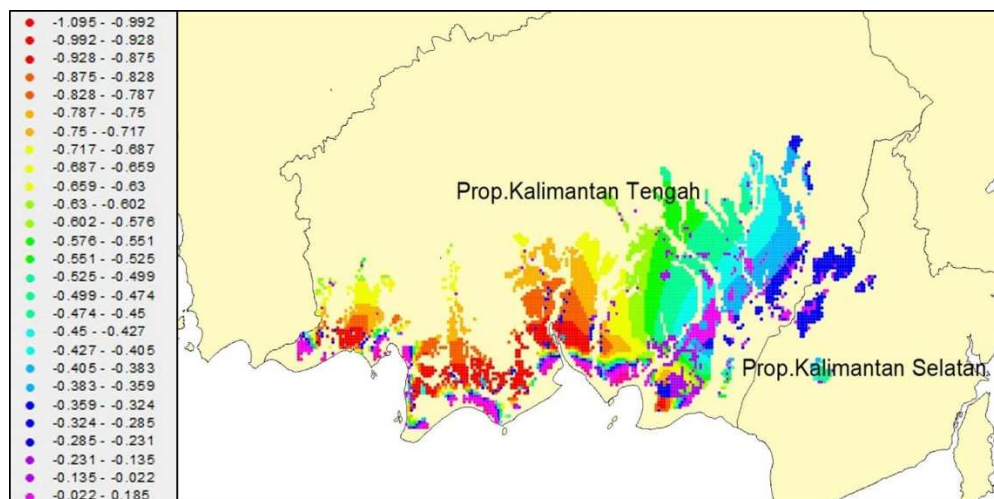 -1.095 - -0.992
-0.992 - -0.928
-0.928 - -0.875
-0.875 - -0.828
-0.828 - -0.787
-0.787 - -0.75
-0.75 - -0.717
-0.717 - -0.687
-0.687 - -0.659
-0.659 - -0.63
-0.63 - -0.602
-0.602 - -0.576
-0.576 - -0.551
-0.551 - -0.525
-0.525 - -0.499
-0.499 - -0.474
-0.474 - -0.45
-0.45 - -0.427
-0.427 - -0.405
-0.405 - -0.383
-0.383 - -0.359
-0.359 - -0.324
-0.324 - -0.285
-0.285 - -0.231
-0.231 - -0.135
-0.135 - -0.022
-0.022 - 0.185
Prop.Kalimantan Tengah
Prop.Kalimantan Selatan